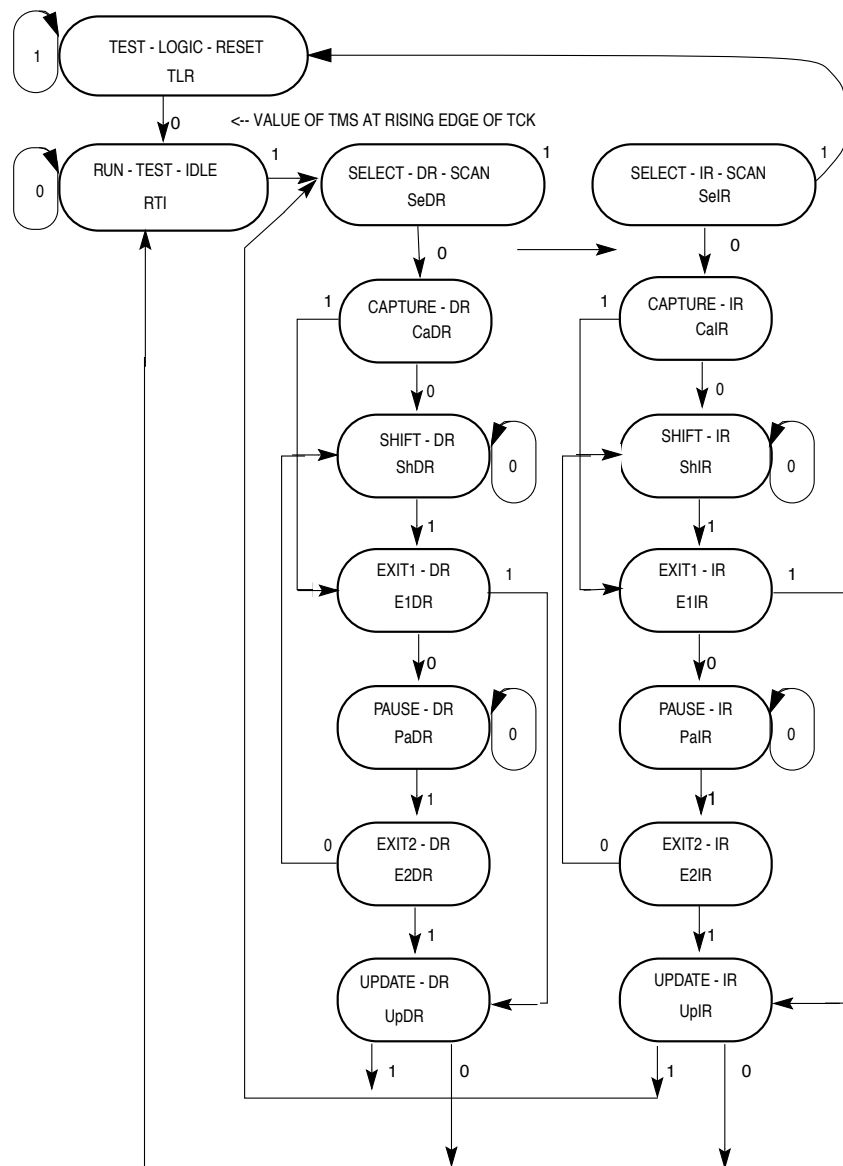 TEST - LOGIC - RESET
TLR
1
0
<-- VALUE OF TMS AT RISING EDGE OF TCK
RUN - TEST - IDLE
RTI
0
1
SELECT - DR - SCAN
SeDR
1
0
SELECT - IR - SCAN
SeIR
1
0
1
CAPTURE - DR
CaDR
0
1
CAPTURE - IR
CaIR
0
SHIFT - DR
ShDR
0
1
SHIFT - IR
ShIR
0
1
EXIT1 - DR
E1DR
1
0
EXIT1 - IR
E1IR
1
0
PAUSE - DR
PaDR
0
1
PAUSE - IR
PaIR
0
1
0
EXIT2 - DR
E2DR
1
0
EXIT2 - IR
E2IR
1
UPDATE - DR
UpDR
1
0
UPDATE - IR
UpIR
1
0